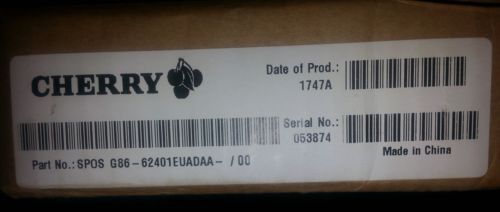 CHERRY
Date of Prod.:
1747A
Serial No.:
053874
Part No.: SPOS G86-62401EUADAA- / 00
Made in China